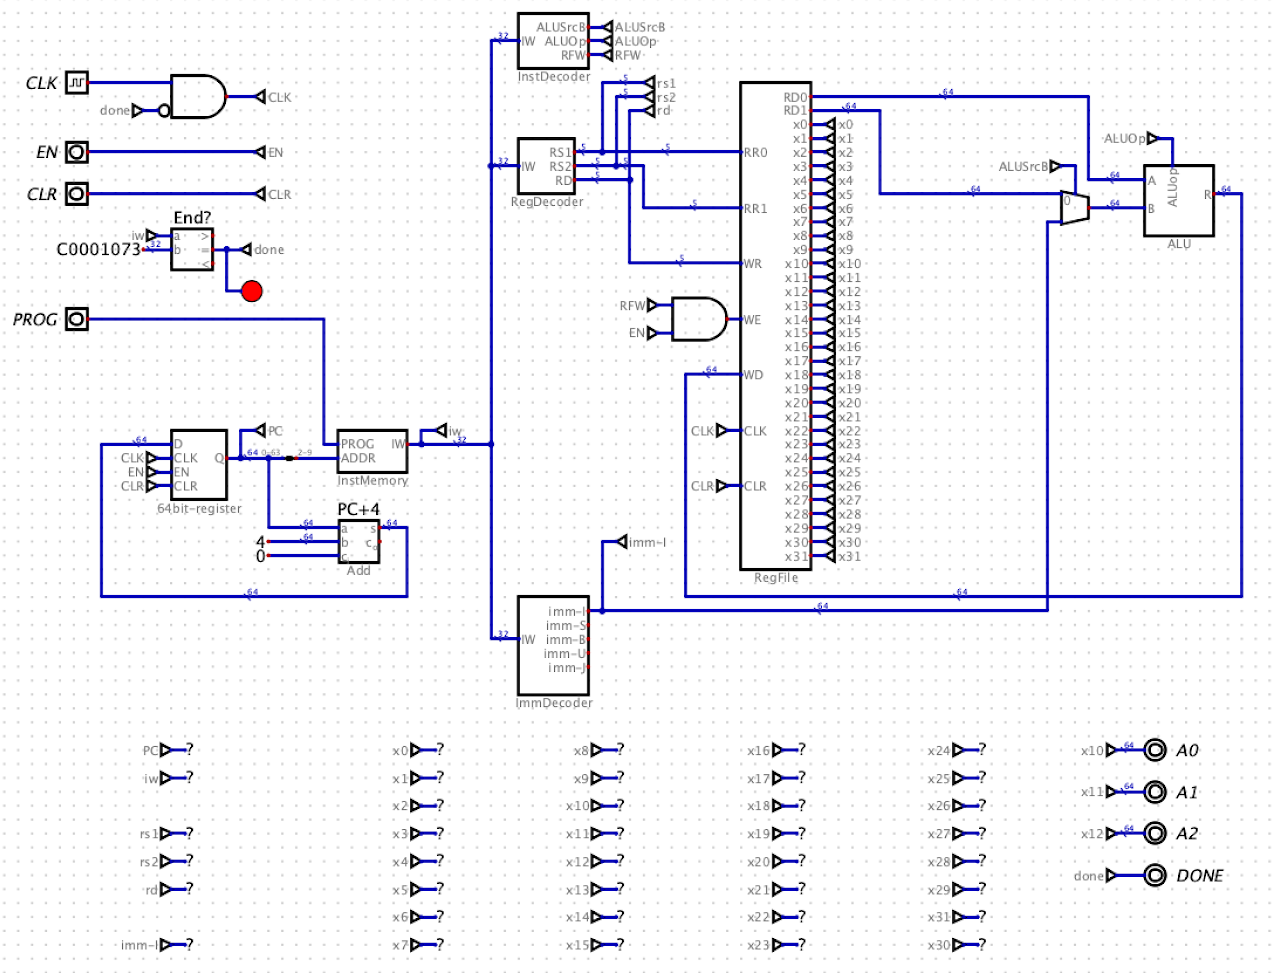 CLK
done
CLK
EN
EN
CLR
CLR
End?
iw
C0001073
32
a
b
>
=
<
done
PROG
64
D
CLK
EN
CLR
CLK
EN
CLR
Q
64bit-register
PC
64
0-63
2-9
PROG
ADDR
IW
InstMemory
iw
32
PC+4
64
64
4
0
a
b
c
s
c
o
64
Add
64
32
IW
ALUSrcB
ALUOp
RFW
InstDecoder
ALUSrcB
ALUOp
RFW
5
5
rs1
rs2
rd
32
IW
RS1
RS2
RD
RegDecoder
5
5
5
5
5
5
5
RFW
EN
64
CLK
CLR
RR0
RR1
WR
WE
WD
CLK
CLR
RD0
RD1
x0
x1
x2
x3
x4
x5
x6
x7
x8
x9
x10
x11
x12
x13
x14
x15
x16
x17
x18
x19
x20
x21
x22
x23
x24
x25
x26
x27
x28
x29
x30
x31
RegFile
x0
x1
x2
x3
x4
x5
x6
x7
x8
x9
x10
x11
x12
x13
x14
x15
x16
x17
x18
x19
x20
x21
x22
x23
x24
x25
x26
x27
x28
x29
x30
x31
64
64
64
ALUOp
ALUSrcB
0
64
64
A
B
ALUop
R
64
ALU
imm-I
32
IW
imm-I
imm-S
imm-B
imm-U
imm-J
ImmDecoder
64
64
PC ?
iw ?
rs1 ?
rs2 ?
rd ?
imm-I ?
x0 ?
x1 ?
x2 ?
x3 ?
x4 ?
x5 ?
x6 ?
x7 ?
x8 ?
x9 ?
x10 ?
x11 ?
x12 ?
x13 ?
x14 ?
x15 ?
x16 ?
x17 ?
x18 ?
x19 ?
x20 ?
x21 ?
x22 ?
x23 ?
x24 ?
x25 ?
x26 ?
x27 ?
x28 ?
x29 ?
x31 ?
x30 ?
x10 64 A0
x11 64 A1
x12 64 A2
done DONE